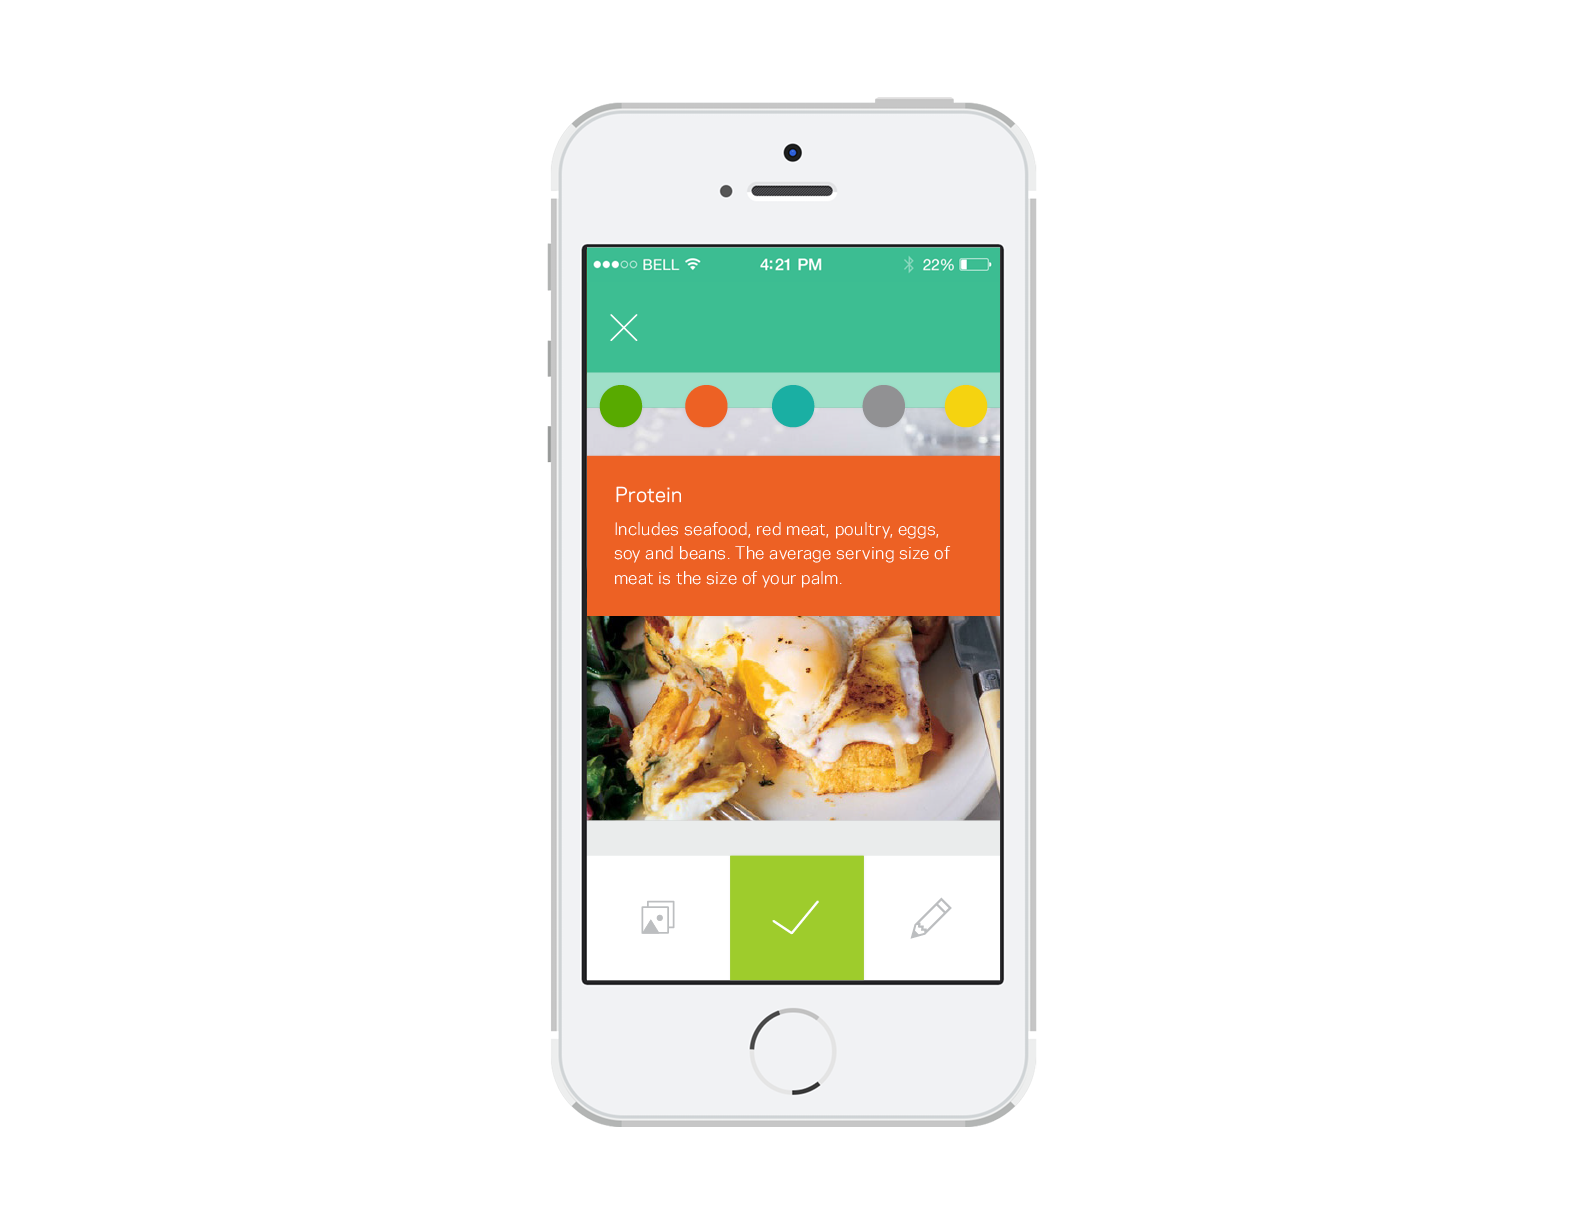 BELL 4:21 PM 22%
Protein
Includes seafood, red meat, poultry, eggs,
soy and beans. The average serving size of
meat is the size of your palm.